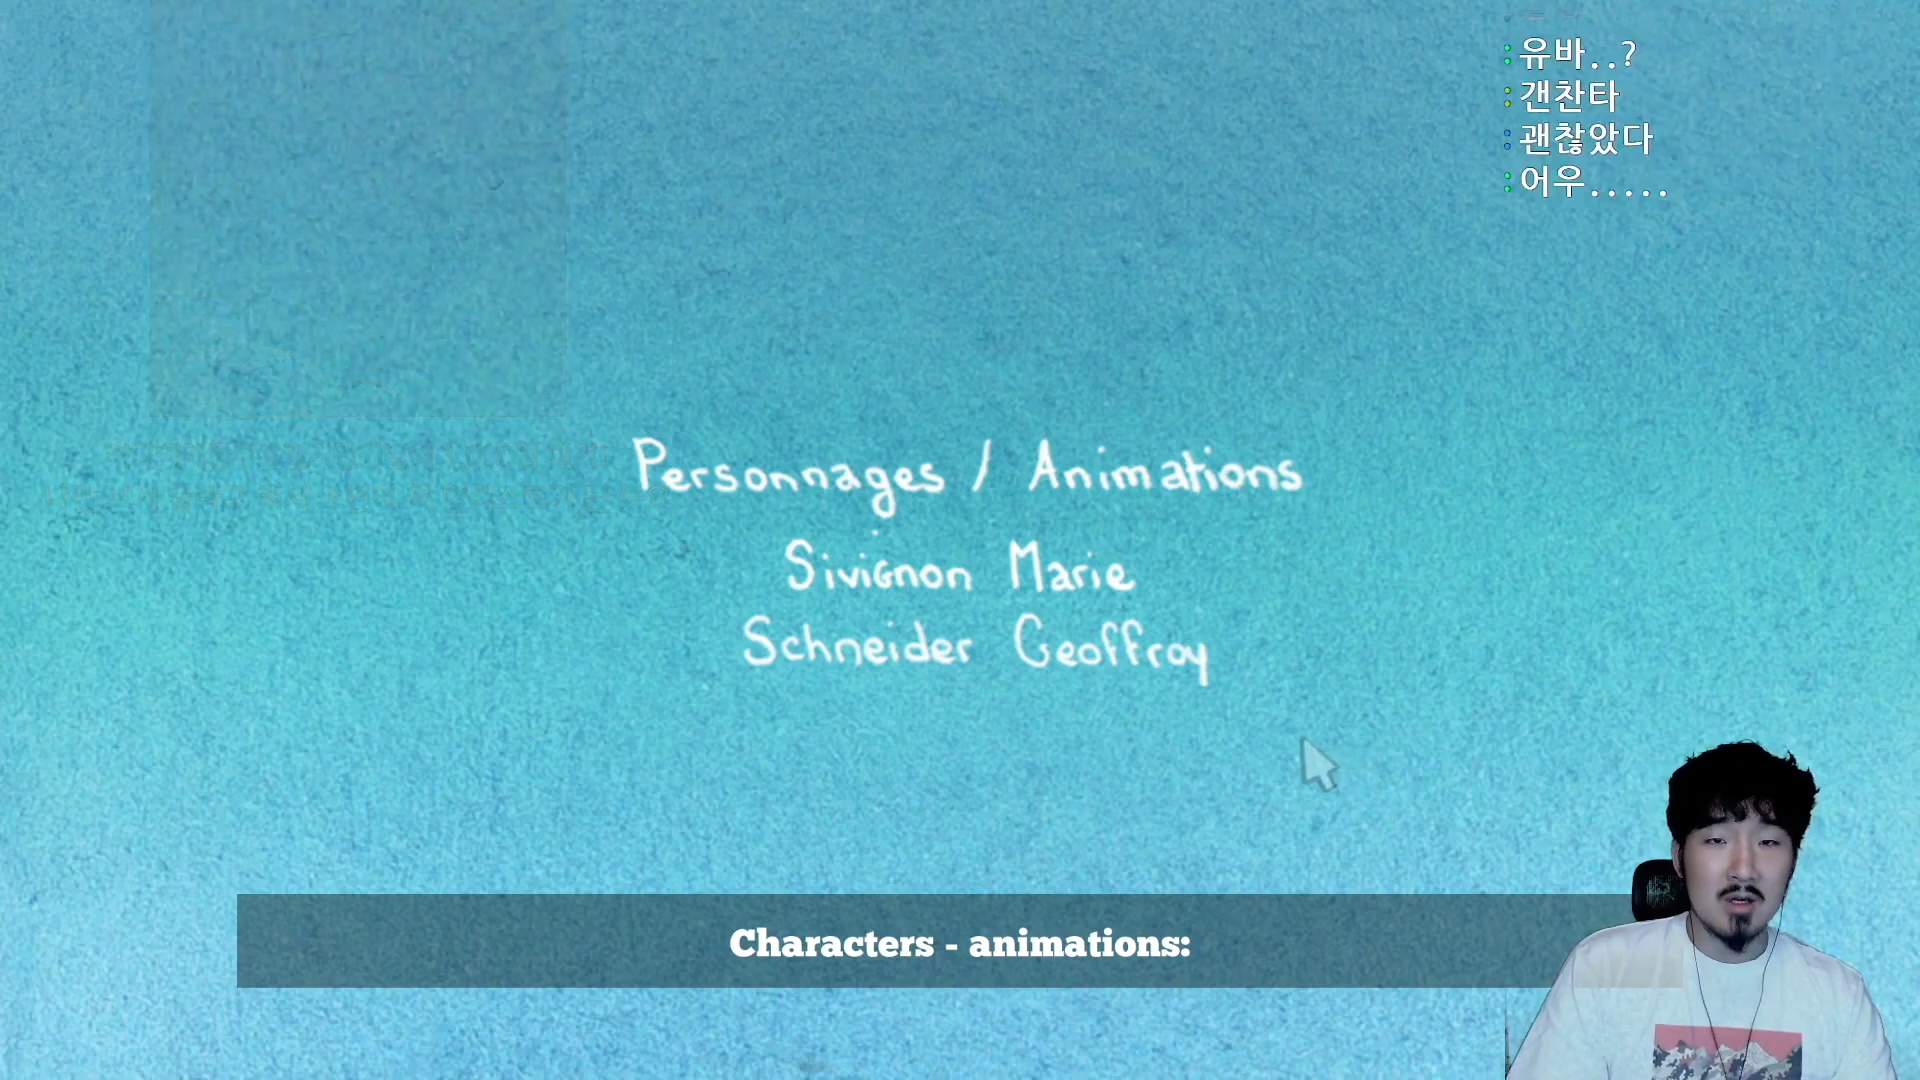 유바..?
갠찬타
괜찮았다
어우.....
Personnages / Animations
Sivignon Marie
Schneider Geoffroy
Characters - animations: